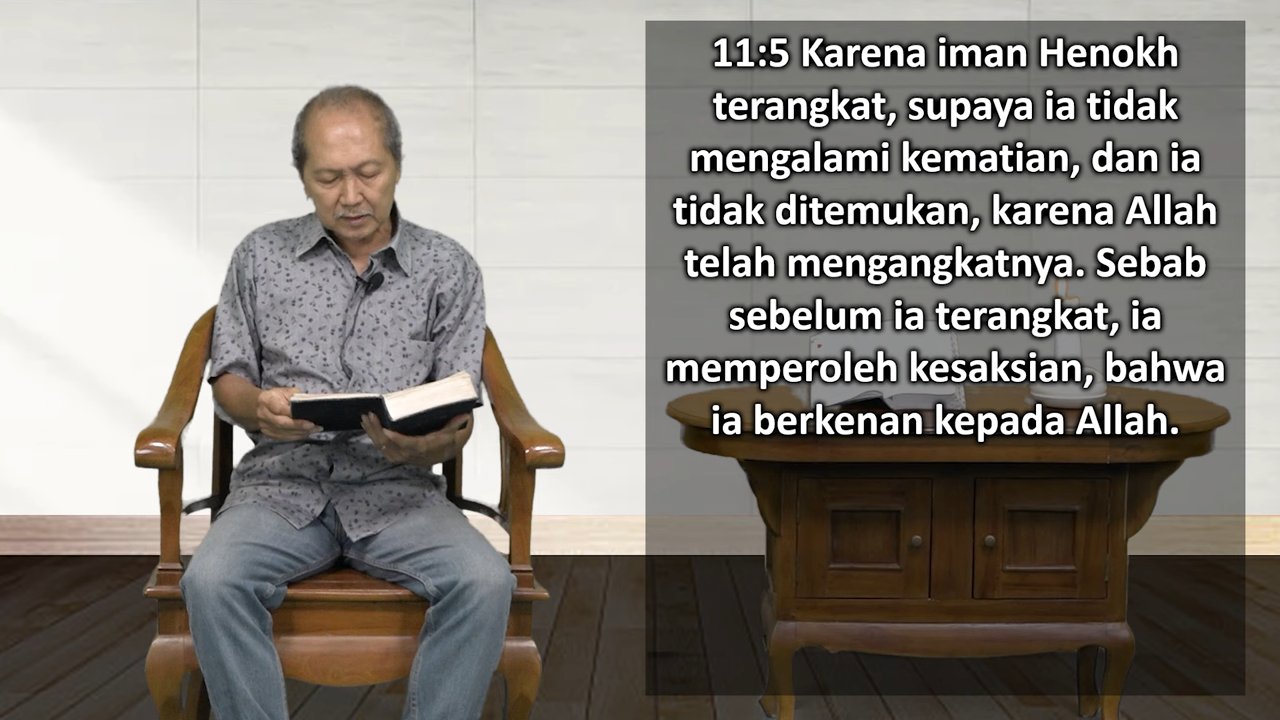 11:5 Karena iman Henokh
terangkat, supaya ia tidak
mengalami kematian, dan ia
tidak ditemukan, karena Allah
telah mengangkatnya. Sebab
sebelum ia terangkat, ia
memperoleh kesaksian, bahwa
ia berkenan kepada Allah.